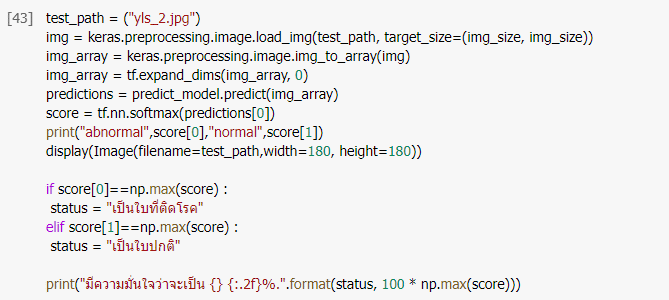 [43] test_path = ("yls_2.jpg")
img = keras.preprocessing.image.load_img(test_path, target_size=(img_size, img_size))
img_array = keras.preprocessing.image.img_to_array(img)
img_array = tf.expand_dims(img_array, 0)
predictions = predict_model.predict(img_array)
score = tf.nn.softmax(predictions[0])
print("abnormal",score[0],"normal",score[1])
display(Image(filename=test_path,width=180, height=180))
if score[0]==np.max(score) :
status = "เป็นใบที่ติดโรค"
elif score[1]==np.max(score) :
status = "เป็นใบปกติ"
print("มีความมั่นใจว่าจะเป็น {} {:.2f}%.".format(status, 100 * np.max(score)))